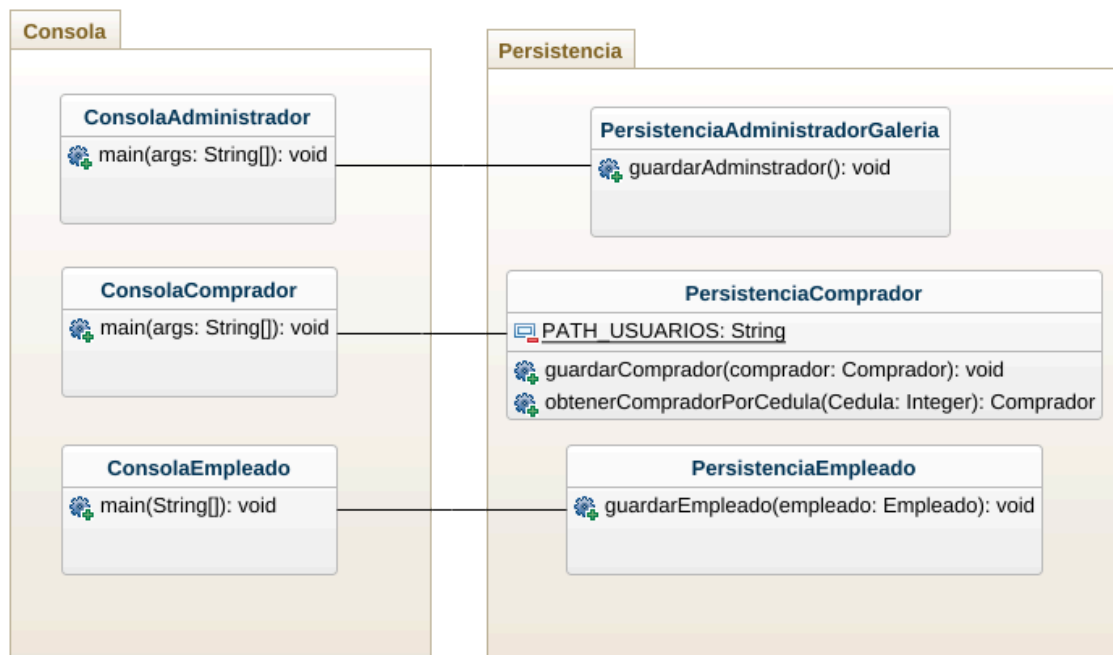 Consola
ConsolaAdministrador
main(args: String[]): void
ConsolaComprador
main(args: String[]): void
ConsolaEmpleado
main(String[]): void
Persistencia
PersistenciaAdministradorGaleria
guardarAdminstrador(): void
PersistenciaComprador
PATH_USUARIOS: String
guardarComprador(comprador: Comprador): void
obtenerCompradorPorCedula(Cedula: Integer): Comprador
PersistenciaEmpleado
guardarEmpleado(empleado: Empleado): void